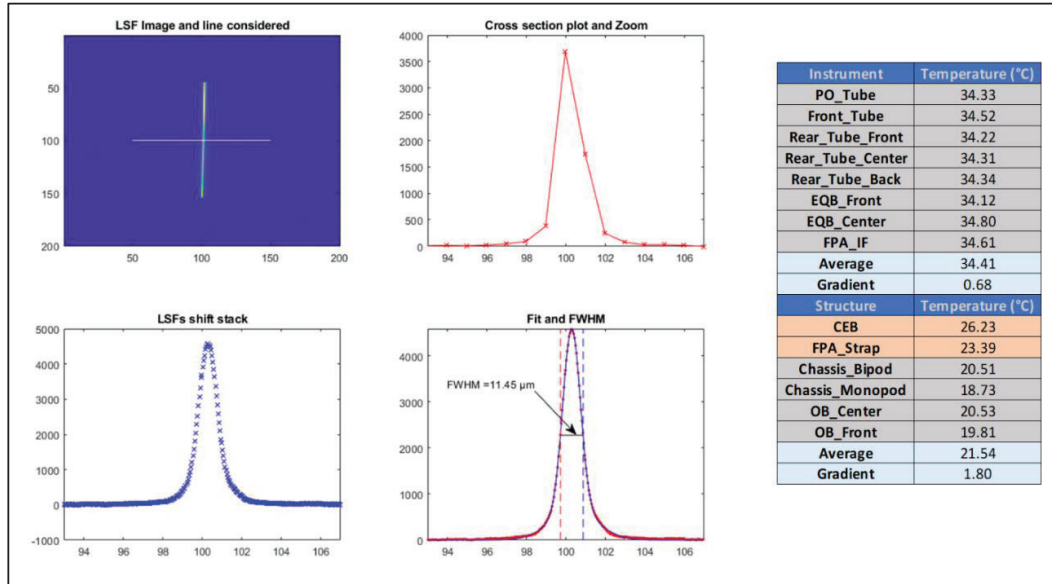 LSF Image and line considered
50
100
150
200
50
100
150
200
Cross section plot and Zoom
4000
3500
3000
2500
2000
1500
1000
500
0
94
96
98
100
102
104
106
LSFs shift stack
5000
4000
3000
2000
1000
0
-1000
94
96
98
100
102
104
106
Fit and FWHM
4000
3000
2000
1000
0
FWHM =11.45 µm
94
96
98
100
102
104
106
Instrument Temperature (°C)
PO_Tube 34.33
Front_Tube 34.52
Rear_Tube_Front 34.22
Rear_Tube_Center 34.31
Rear_Tube_Back 34.34
EQB_Front 34.12
EQB_Center 34.80
FPA_IF 34.61
Average 34.41
Gradient 0.68
Structure Temperature (°C)
CEB 26.23
FPA_Strap 23.39
Chassis_Bipod 20.51
Chassis_Monopod 18.73
OB_Center 20.53
OB_Front 19.81
Average 21.54
Gradient 1.80